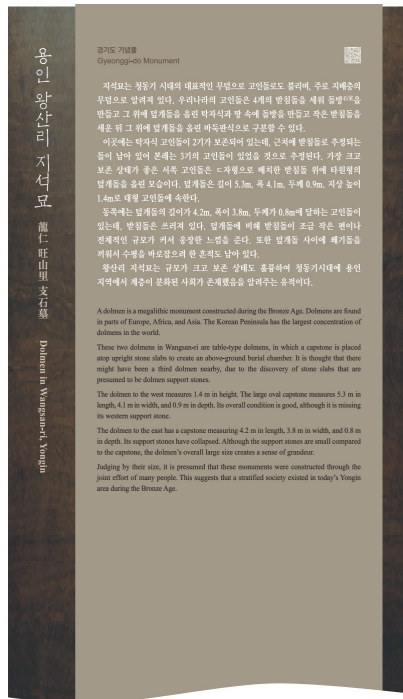 용인 왕산리 지석묘
龍仁 旺山里 支石墓
Dolmen in Wangsan-ri, Yongin
경기도 기념물
Gyeonggi-do Monument
지석묘는 청동기 시대의 대표적인 무덤으로 고인돌로도 불리며, 주로 지배층의
무덤으로 알려져 있다. 우리나라의 고인돌은 4개의 받침돌을 세워 돌방을
만들고 그 위에 덮개돌을 올린 탁자식과 땅 속에 돌방을 만들고 작은 받침돌을
세운 뒤 그 위에 덮개돌을 올린 바둑판식으로 구분할 수 있다.
이곳에는 탁자식 고인돌이 2기가 보존되어 있는데, 근처에 받침돌로 추정되는
돌이 남아 있어 본래는 3기의 고인돌이 있었을 것으로 추정된다. 가장 크고
보존 상태가 좋은 서쪽 고인돌은 ㄷ자형으로 배치한 받침돌 위에 타원형의
덮개돌을 올린 모습이다. 덮개돌은 길이 5.3m, 폭 4.1m, 두께 0.9m, 지상 높이
1.4m로 대형 고인돌에 속한다.
동쪽에는 덮개돌의 길이가 4.2m, 폭이 3.8m, 두께가 0.8m에 달하는 고인돌이
있는데, 받침돌은 쓰러져 있다. 덮개돌에 비해 받침돌이 조금 작은 편이나
전체적인 규모가 커서 웅장한 느낌을 준다. 또한 덮개돌 사이에 쐐기돌을
끼워서 수평을 바로잡으려 한 흔적도 남아 있다.
왕산리 지석묘는 규모가 크고 보존 상태도 훌륭하여 청동기시대에 용인
지역에서 계층이 분화된 사회가 존재했음을 알려주는 유적이다.
A dolmen is a megalithic monument constructed during the Bronze Age. Dolmens are found
in parts of Europe, Africa, and Asia. The Korean Peninsula has the largest concentration of
dolmens in the world.
These two dolmens in Wangsan-ri are table-type dolmens, in which a capstone is placed
atop upright stone slabs to create an above-ground burial chamber. It is thought that there
might have been a third dolmen nearby, due to the discovery of stone slabs that are
presumed to be dolmen support stones.
The dolmen to the west measures 1.4 m in height. The large oval capstone measures 5.3 m in
length, 4.1 m in width, and 0.9 m in depth. Its overall condition is good, although it is missing
its western support stone.
The dolmen to the east has a capstone measuring 4.2 m in length, 3.8 m in width, and 0.8 m
in depth. Its support stones have collapsed. Although the support stones are small compared
to the capstone, the dolmen's overall large size creates a sense of grandeur.
Judging by their size, it is presumed that these monuments were constructed through the
joint effort of many people. This suggests that a stratified society existed in today's Yongin
area during the Bronze Age.